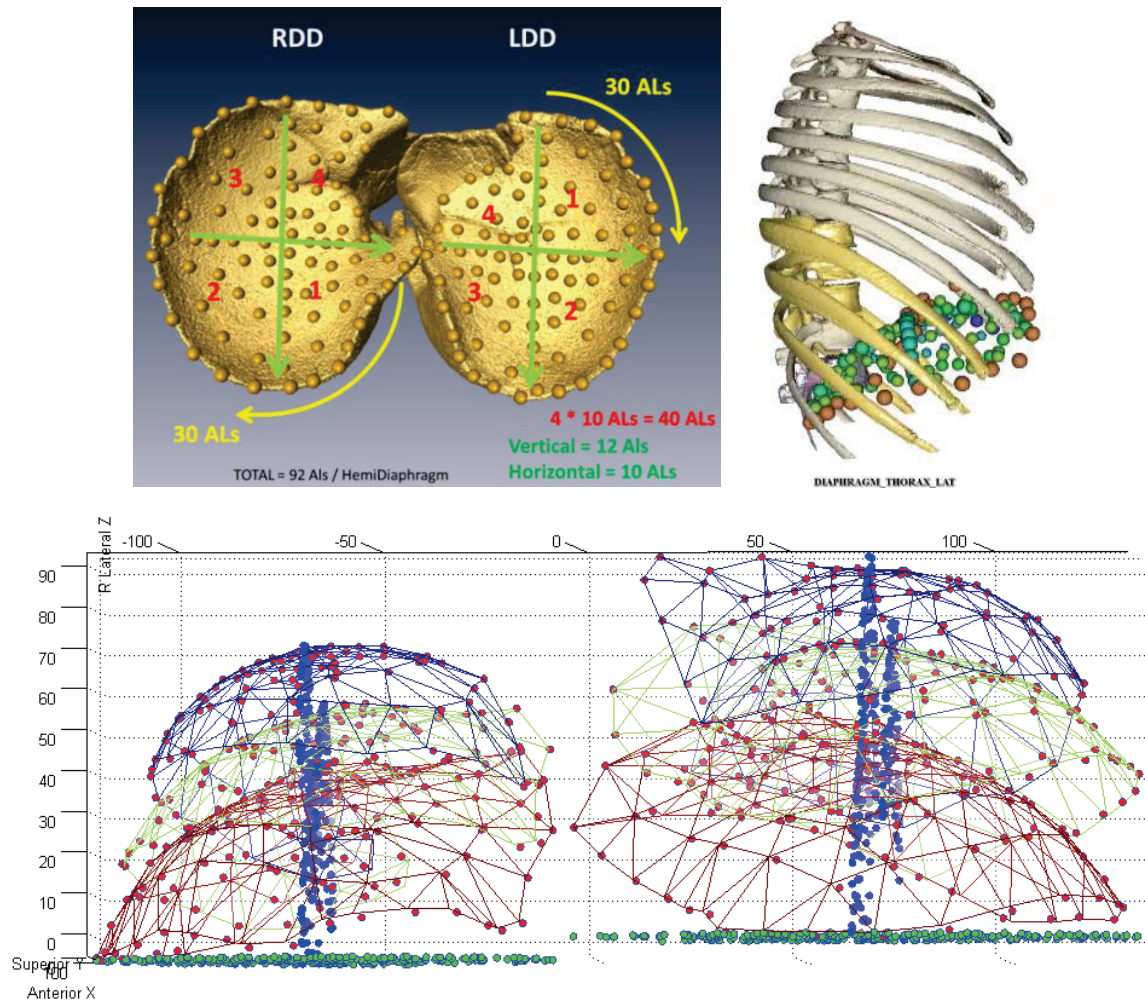 RDD
LDD
30 ALs
3
4
1
4
2
1
3
2
30 ALs
4 * 10 ALs = 40 ALs
Vertical = 12 Als
Horizontal = 10 ALs
TOTAL = 92 Als / HemiDiaphragm
DIAPHRAGM_THORAX_LAT
-100
-50
0
50
100
R Lateral Z
90
80
70
60
50
40
30
20
10
0
Superior Y
100
Anterior X